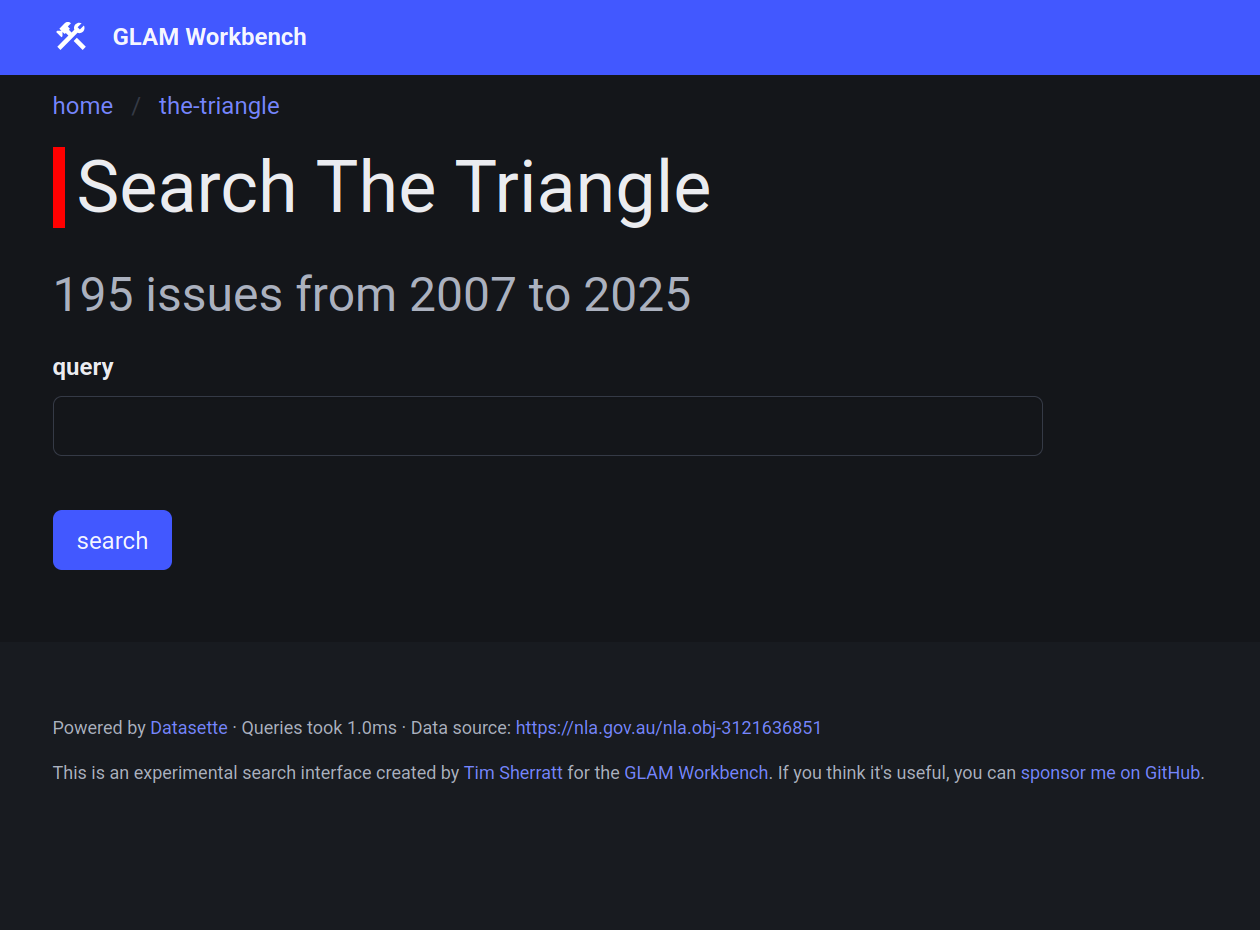 GLAM Workbench
home / the-triangle
Search The Triangle
195 issues from 2007 to 2025
query
search
Powered by Datasette · Queries took 1.0ms · Data source: https://nla.gov.au/nla.obj-3121636851
This is an experimental search interface created by Tim Sherratt for the GLAM Workbench. If you think it's useful, you can sponsor me on GitHub.